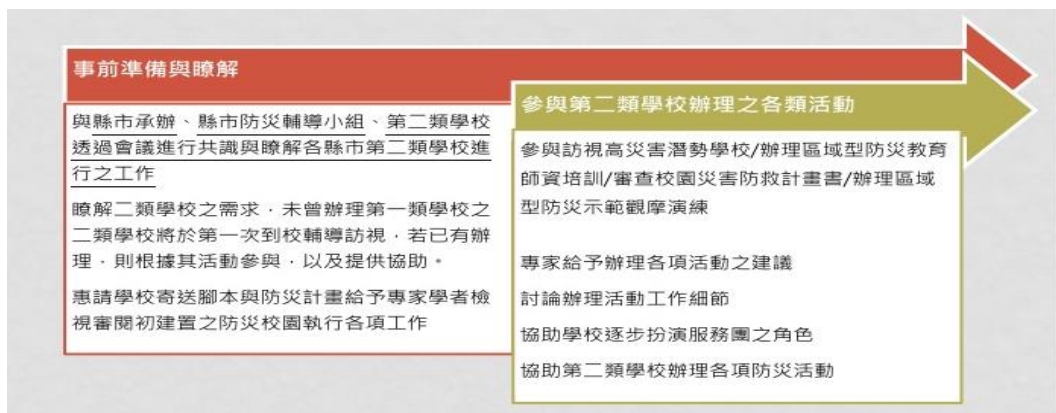 事前準備與瞭解
與縣市承辦、縣市防災輔導小組、第二類學校
透過會議進行共識與瞭解各縣市第二類學校進
行之工作
瞭解二類學校之需求，未曾辦理第一類學校之
二類學校將於第一次到校輔導訪視，若已有辦
理，則根據其活動參與，以及提供協助。
惠請學校寄送腳本與防災計畫給予專家學者檢
視審閱初建置之防災校園執行各項工作
參與第二類學校辦理之各類活動
參與訪視高災害潛勢學校/辦理區域型防災教育
師資培訓/審查校園災害防救計畫書/辦理區域
型防災示範觀摩演練
專家給予辦理各項活動之建議
討論辦理活動工作細節
協助學校逐步扮演服務團之角色
協助第二類學校辦理各項防災活動